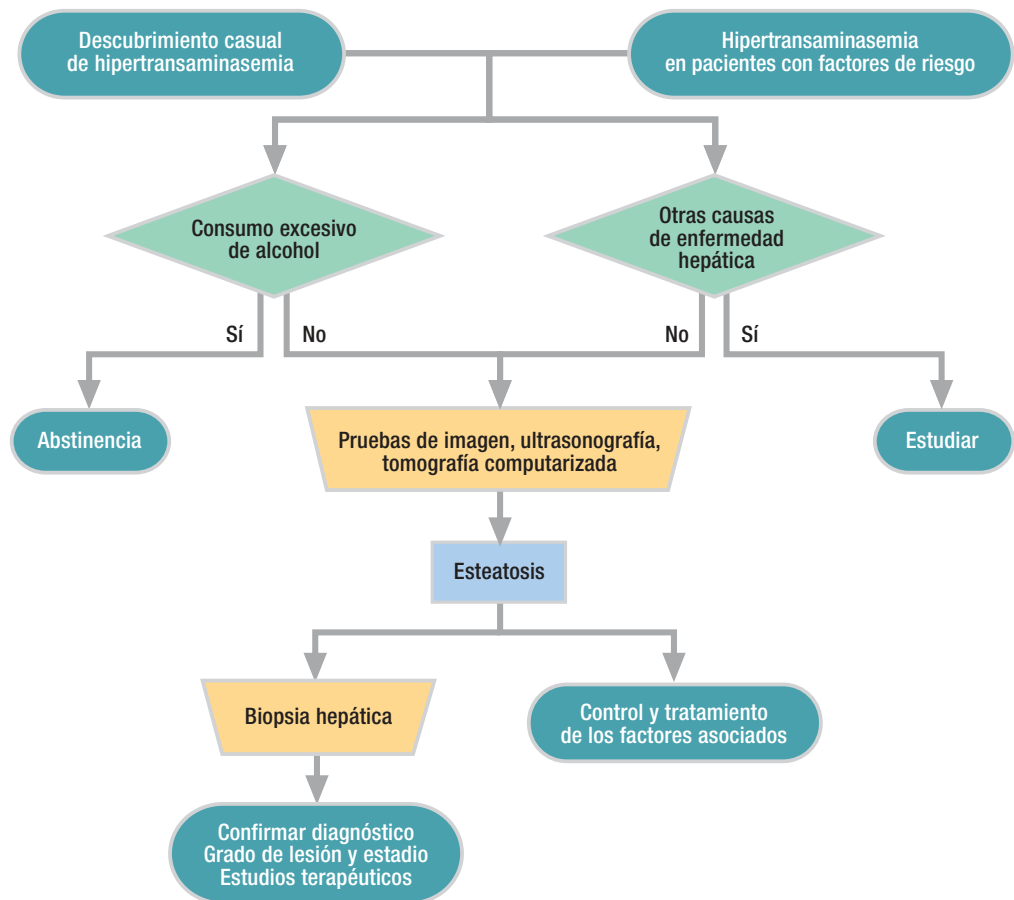 Descubrimiento casual
de hipertransaminasemia
Hipertransaminasemia
en pacientes con factores de riesgo
Consumo excesivo
de alcohol
Otras causas
de enfermedad
hepática
Sí
No
No
Sí
Abstinencia
Pruebas de imagen, ultrasonografía,
tomografía computarizada
Estudiar
Esteatosis
Biopsia hepática
Control y tratamiento
de los factores asociados
Confirmar diagnóstico
Grado de lesión y estadio
Estudios terapéuticos